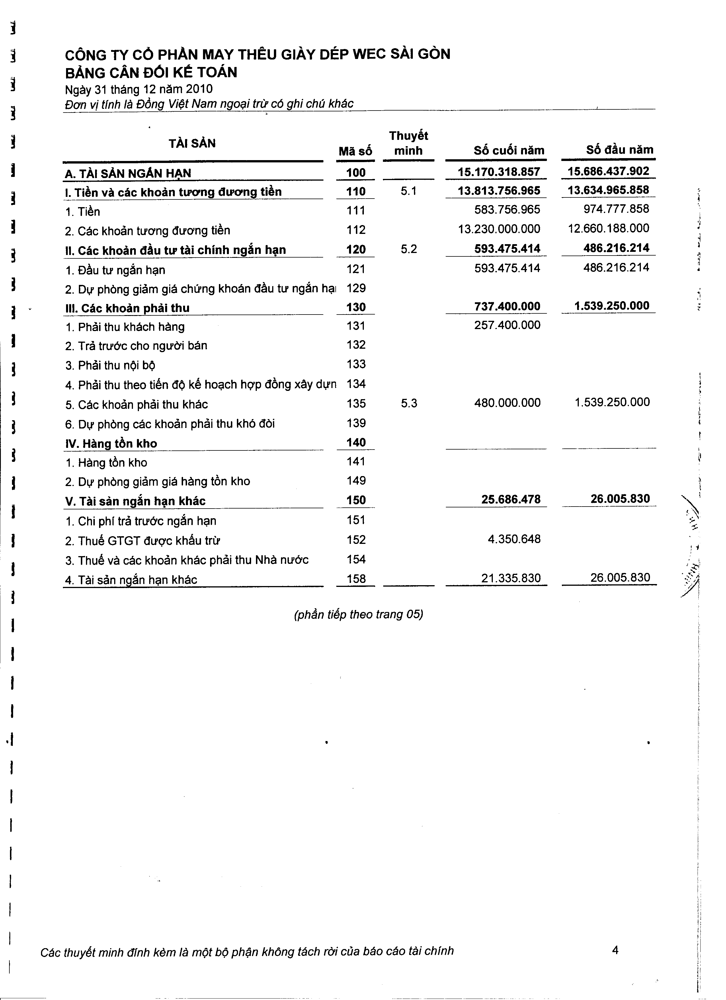 CÔNG TY CỔ PHẦN MAY THÊU GIÀY DÉP WEC SÀI GÒN
BẢNG CÂN ĐỐI KẾ TOÁN
Ngày 31 tháng 12 năm 2010
Đơn vị tính là Đồng Việt Nam ngoại trừ có ghi chú khác
TÀI SẢN Mã số Thuyết minh Số cuối năm Số đầu năm
A. TÀI SẢN NGẮN HẠN 100 15.170.318.857 15.686.437.902
I. Tiền và các khoản tương đương tiền 110 5.1 13.813.756.965 13.634.965.858
1. Tiền 111 583.756.965 974.777.858
2. Các khoản tương đương tiền 112 13.230.000.000 12.660.188.000
II. Các khoản đầu tư tài chính ngắn hạn 120 5.2 593.475.414 486.216.214
1. Đầu tư ngắn hạn 121 593.475.414 486.216.214
2. Dự phòng giảm giá chứng khoán đầu tư ngắn hạ 129
III. Các khoản phải thu 130 737.400.000 1.539.250.000
1. Phải thu khách hàng 131 257.400.000
2. Trả trước cho người bán 132
3. Phải thu nội bộ 133
4. Phải thu theo tiến độ kế hoạch hợp đồng xây dựn 134
5. Các khoản phải thu khác 135 5.3 480.000.000 1.539.250.000
6. Dự phòng các khoản phải thu khó đòi 139
IV. Hàng tồn kho 140
1. Hàng tồn kho 141
2. Dự phòng giảm giá hàng tồn kho 149
V. Tài sản ngắn hạn khác 150 25.686.478 26.005.830
1. Chi phí trả trước ngắn hạn 151
2. Thuế GTGT được khấu trừ 152 4.350.648
3. Thuế và các khoản khác phải thu Nhà nước 154
4. Tài sản ngắn hạn khác 158 21.335.830 26.005.830
(phần tiếp theo trang 05)
Các thuyết minh đính kèm là một bộ phận không tách rời của báo cáo tài chính 4